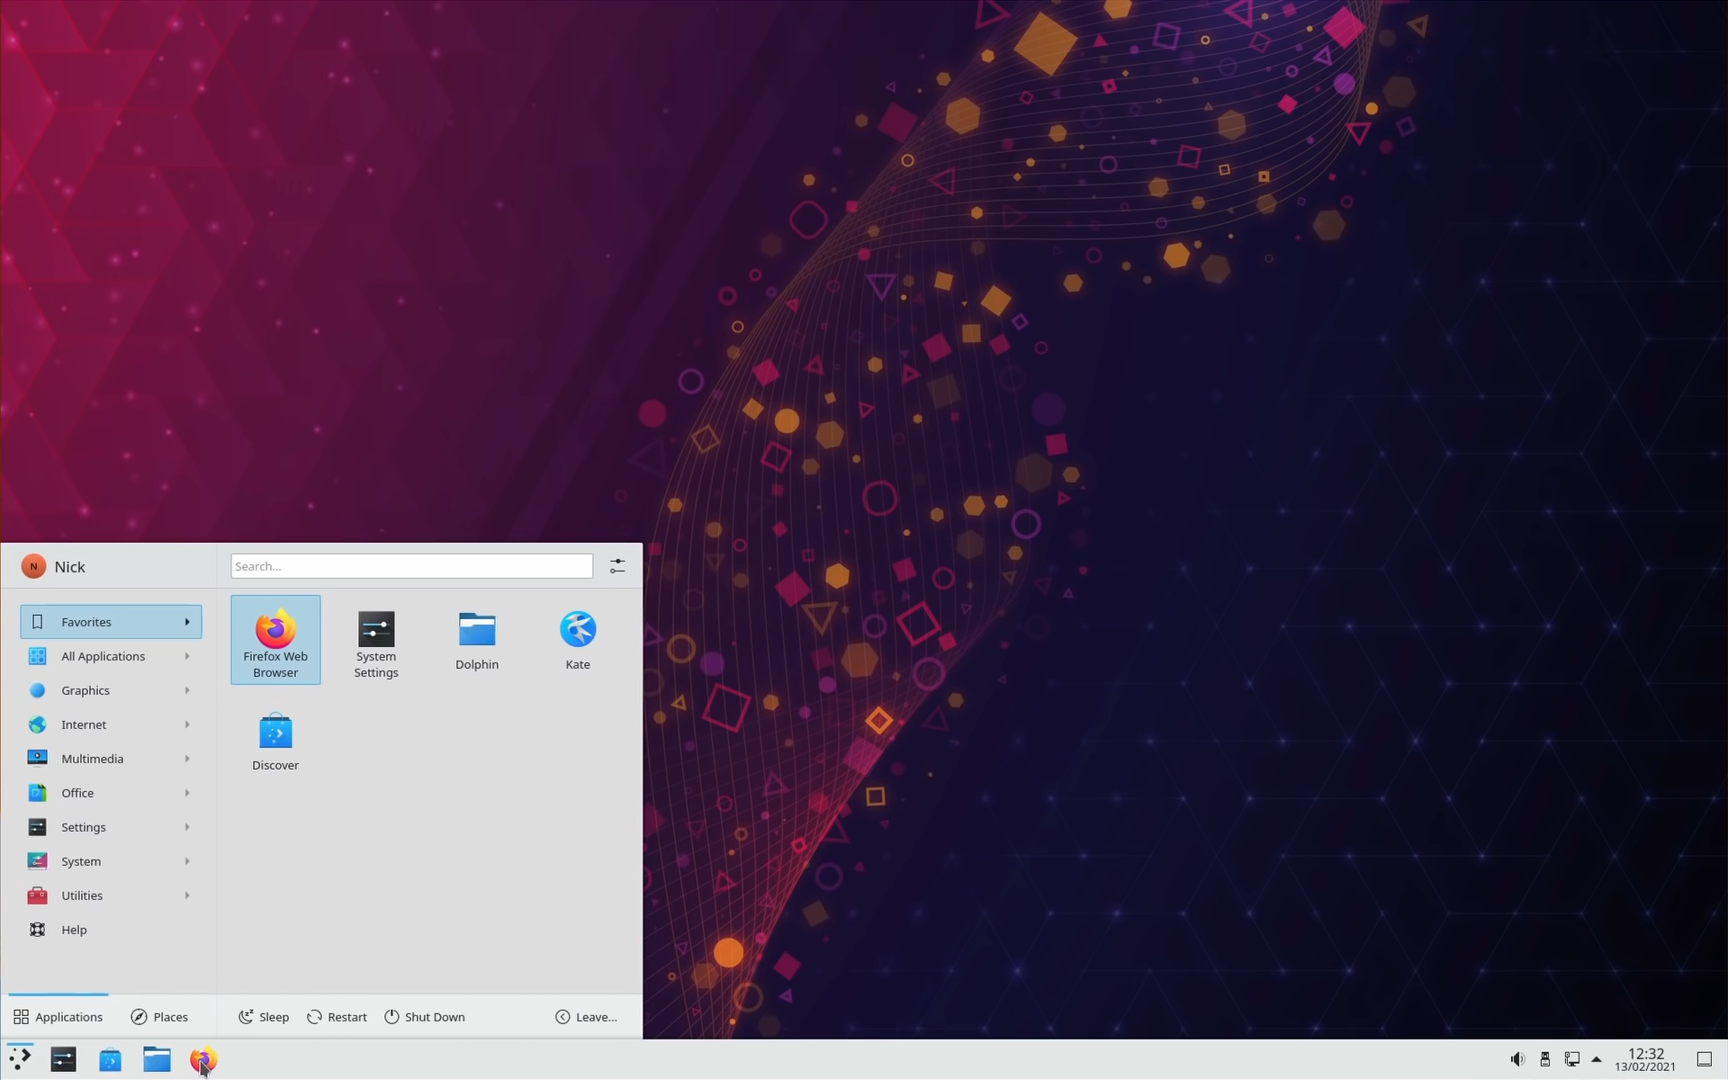 N
Nick
Search...
Favorites
All Applications
Graphics
Internet
Multimedia
Office
Settings
System
Utilities
Help
Firefox Web
Browser
System
Settings
Dolphin
Kate
Discover
Applications
Places
Sleep
Restart
Shut Down
Leave...
12:32
13/02/2021